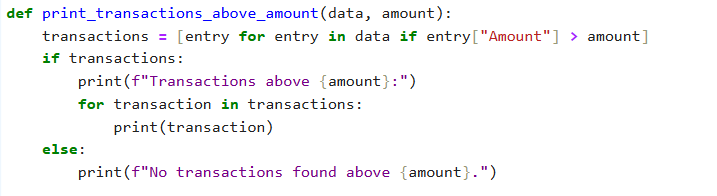 def print_transactions_above_amount(data, amount):
    transactions = [entry for entry in data if entry["Amount"] > amount]
    if transactions:
        print(f"Transactions above {amount}:")
        for transaction in transactions:
            print(transaction)
    else:
        print(f"No transactions found above {amount}.")